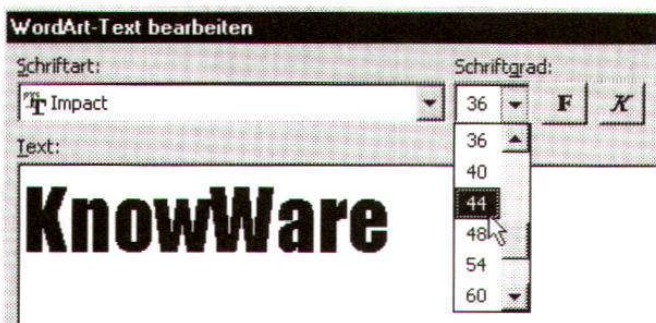 WordArt-Text bearbeiten
Schriftart: Schriftgrad:
Impact 36 F K
Text: 36
40
KnowWare 44
48
54
60